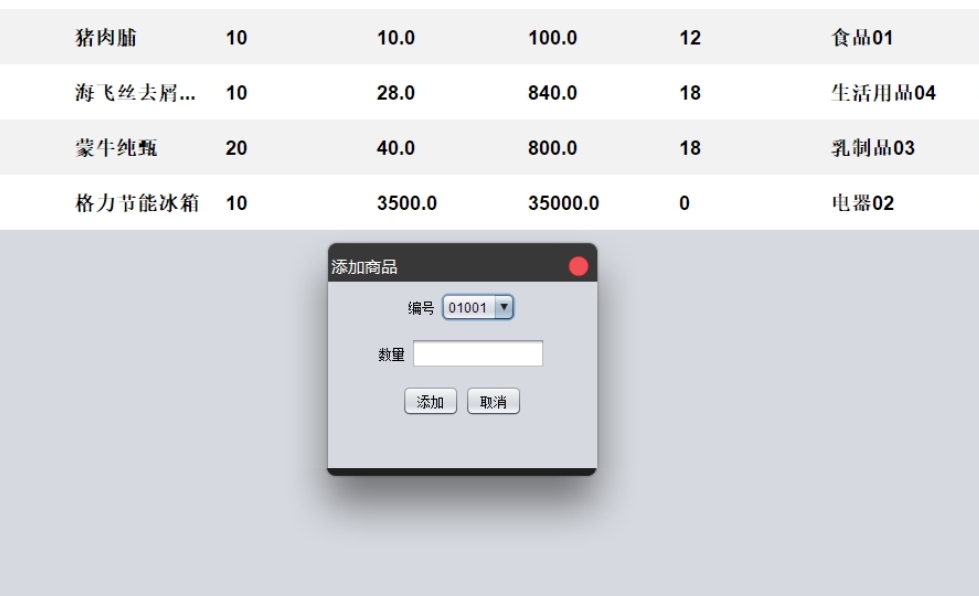 猪肉脯 10 10.0 100.0 12 食品01
海飞丝去屑... 10 28.0 840.0 18 生活用品04
蒙牛纯甄 20 40.0 800.0 18 乳制品03
格力节能冰箱 10 3500.0 35000.0 0 电器02
添加商品
编号 01001
数量
添加 取消